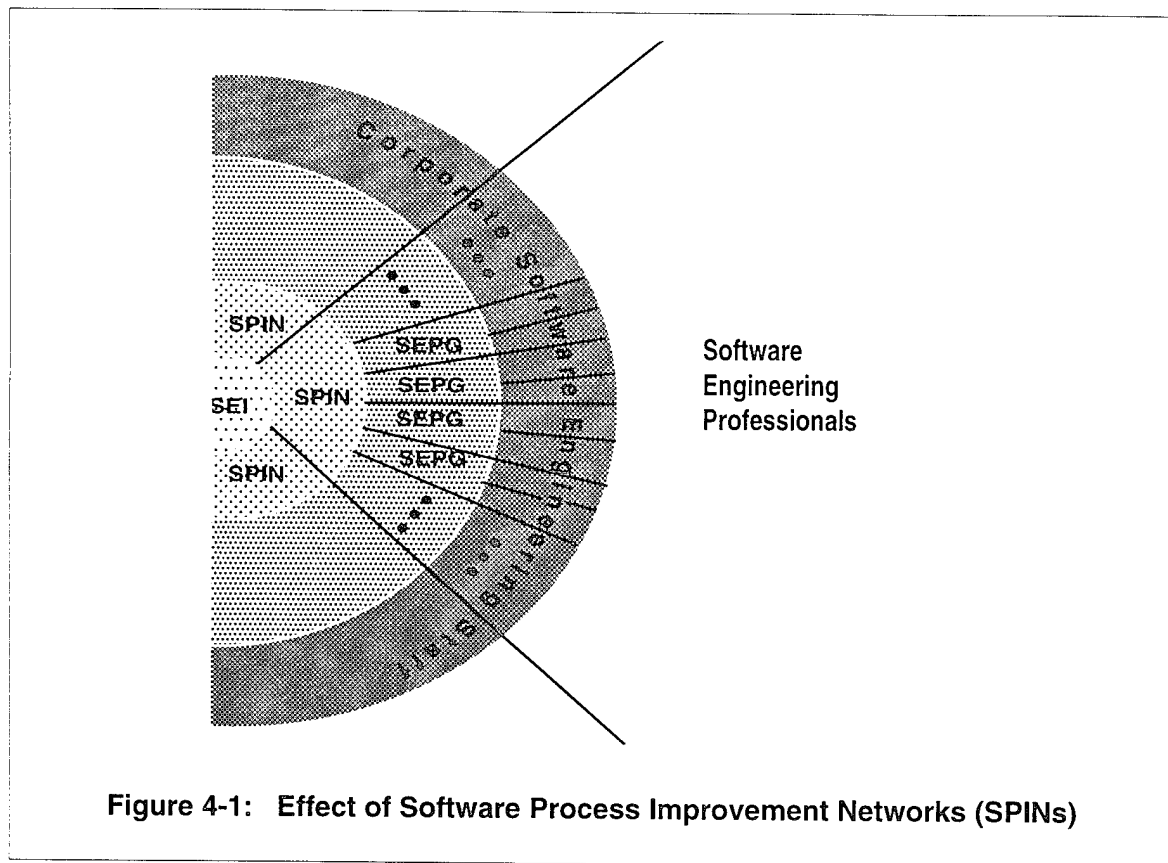 Corporate Software Engineering Staff
SPIN
SEPG
SEPG
SEI
SPIN
SEPG
SPIN
SEPG
Software
Engineering
Professionals
Figure 4-1: Effect of Software Process Improvement Networks (SPINs)